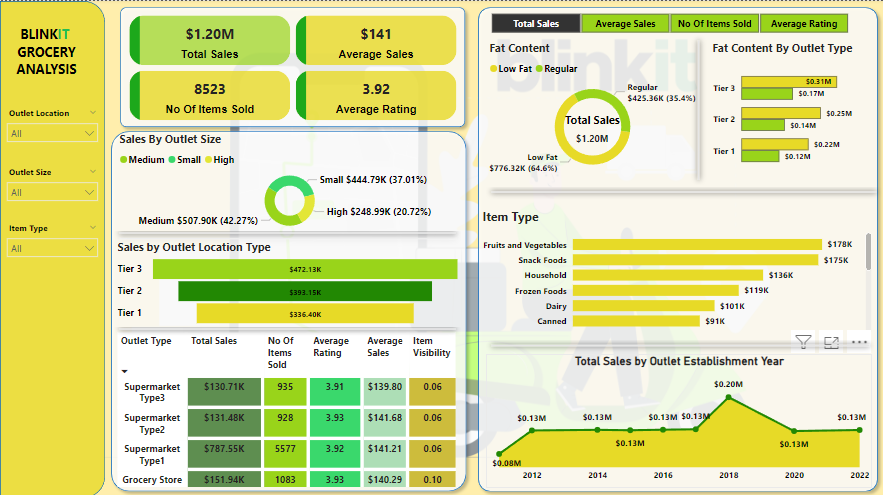 BLINKIT
GROCERY
ANALYSIS
Outlet Location
All
Outlet Size
All
Item Type
All
$1.20M
Total Sales
$141
Average Sales
8523
No Of Items Sold
3.92
Average Rating
Sales By Outlet Size
Medium Small High
Small $444.79K (37.01%)
High $248.99K (20.72%)
Medium $507.90K (42.27%)
Sales by Outlet Location Type
Tier 3 $472.13K
Tier 2 $393.15K
Tier 1 $336.40K
Outlet Type Total Sales No Of Items Sold Average Rating Average Sales Item Visibility
Supermarket Type3 $130.71K 935 3.91 $139.80 0.06
Supermarket Type2 $131.48K 928 3.93 $141.68 0.06
Supermarket Type1 $787.55K 5577 3.92 $141.21 0.06
Grocery Store $151.94K 1083 3.93 $140.29 0.10
Total Sales Average Sales No Of Items Sold Average Rating
blinkit
Fat Content
Low Fat Regular
Regular
$425.36K (35.4%)
Total Sales
$1.20M
Low Fat
$776.32K (64.6%)
Fat Content By Outlet Type
Tier 3 $0.31M
$0.17M
Tier 2 $0.25M
$0.14M
Tier 1 $0.22M
$0.12M
Item Type
Fruits and Vegetables $178K
Snack Foods $175K
Household $136K
Frozen Foods $119K
Dairy $101K
Canned $91K
Total Sales by Outlet Establishment Year
$0.08M $0.13M $0.13M $0.13M $0.16M $0.13M $0.20M $0.13M $0.13M
2012 2014 2016 2018 2020 2022